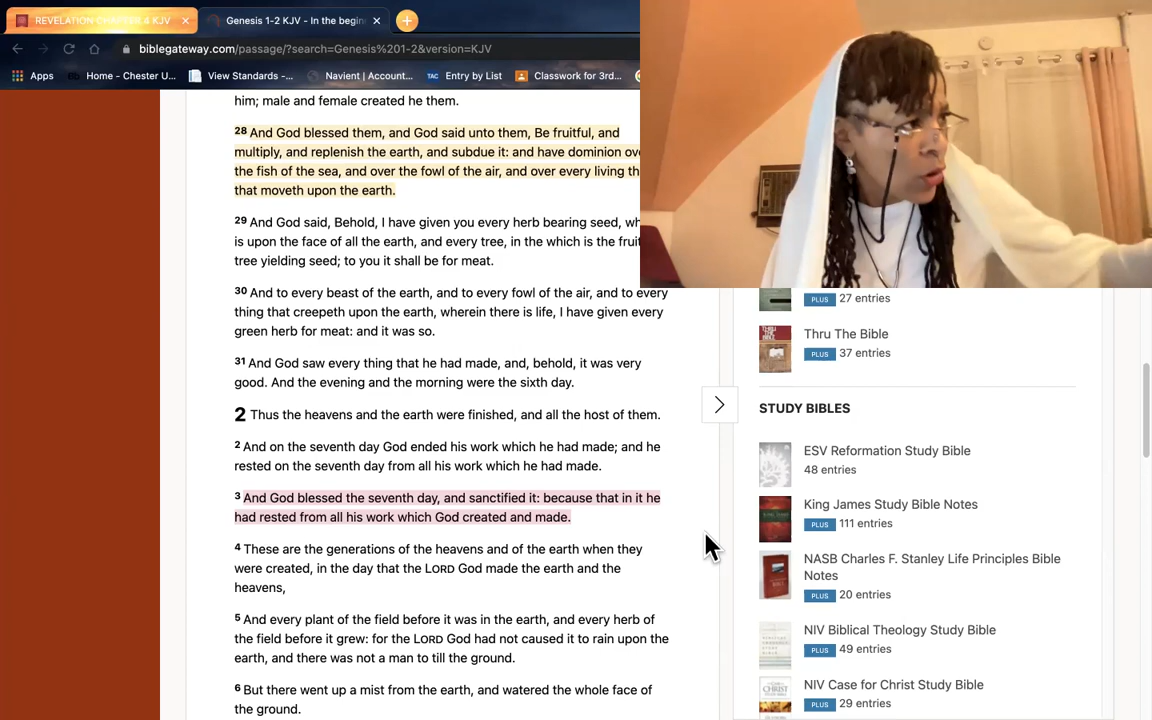 REVELATION CHAPTER 4 KJV
Genesis 1-2 KJV - In the begin
biblegateway.com/passage/?search=Genesis%201-2&version=KJV
Apps
Home - Chester U...
View Standards -...
Navient | Account...
TAC Entry by List
Classwork for 3rd...
him; male and female created he them.
28 And God blessed them, and God said unto them, Be fruitful, and
multiply, and replenish the earth, and subdue it: and have dominion ov
the fish of the sea, and over the fowl of the air, and over every living th
that moveth upon the earth.
29 And God said, Behold, I have given you every herb bearing seed, wh
is upon the face of all the earth, and every tree, in the which is the fruit
tree yielding seed; to you it shall be for meat.
30 And to every beast of the earth, and to every fowl of the air, and to every
thing that creepeth upon the earth, wherein there is life, I have given every
green herb for meat: and it was so.
31 And God saw every thing that he had made, and, behold, it was very
good. And the evening and the morning were the sixth day.
2 Thus the heavens and the earth were finished, and all the host of them.
2 And on the seventh day God ended his work which he had made; and he
rested on the seventh day from all his work which he had made.
3 And God blessed the seventh day, and sanctified it: because that in it he
had rested from all his work which God created and made.
4 These are the generations of the heavens and of the earth when they
were created, in the day that the LORD God made the earth and the
heavens,
5 And every plant of the field before it was in the earth, and every herb of
the field before it grew: for the LORD God had not caused it to rain upon the
earth, and there was not a man to till the ground.
6 But there went up a mist from the earth, and watered the whole face of
the ground.
PLUS 27 entries
Thru The Bible
PLUS 37 entries
STUDY BIBLES
ESV Reformation Study Bible
48 entries
King James Study Bible Notes
PLUS 111 entries
NASB Charles F. Stanley Life Principles Bible
Notes
PLUS 20 entries
NIV Biblical Theology Study Bible
PLUS 49 entries
NIV Case for Christ Study Bible
PLUS 29 entries